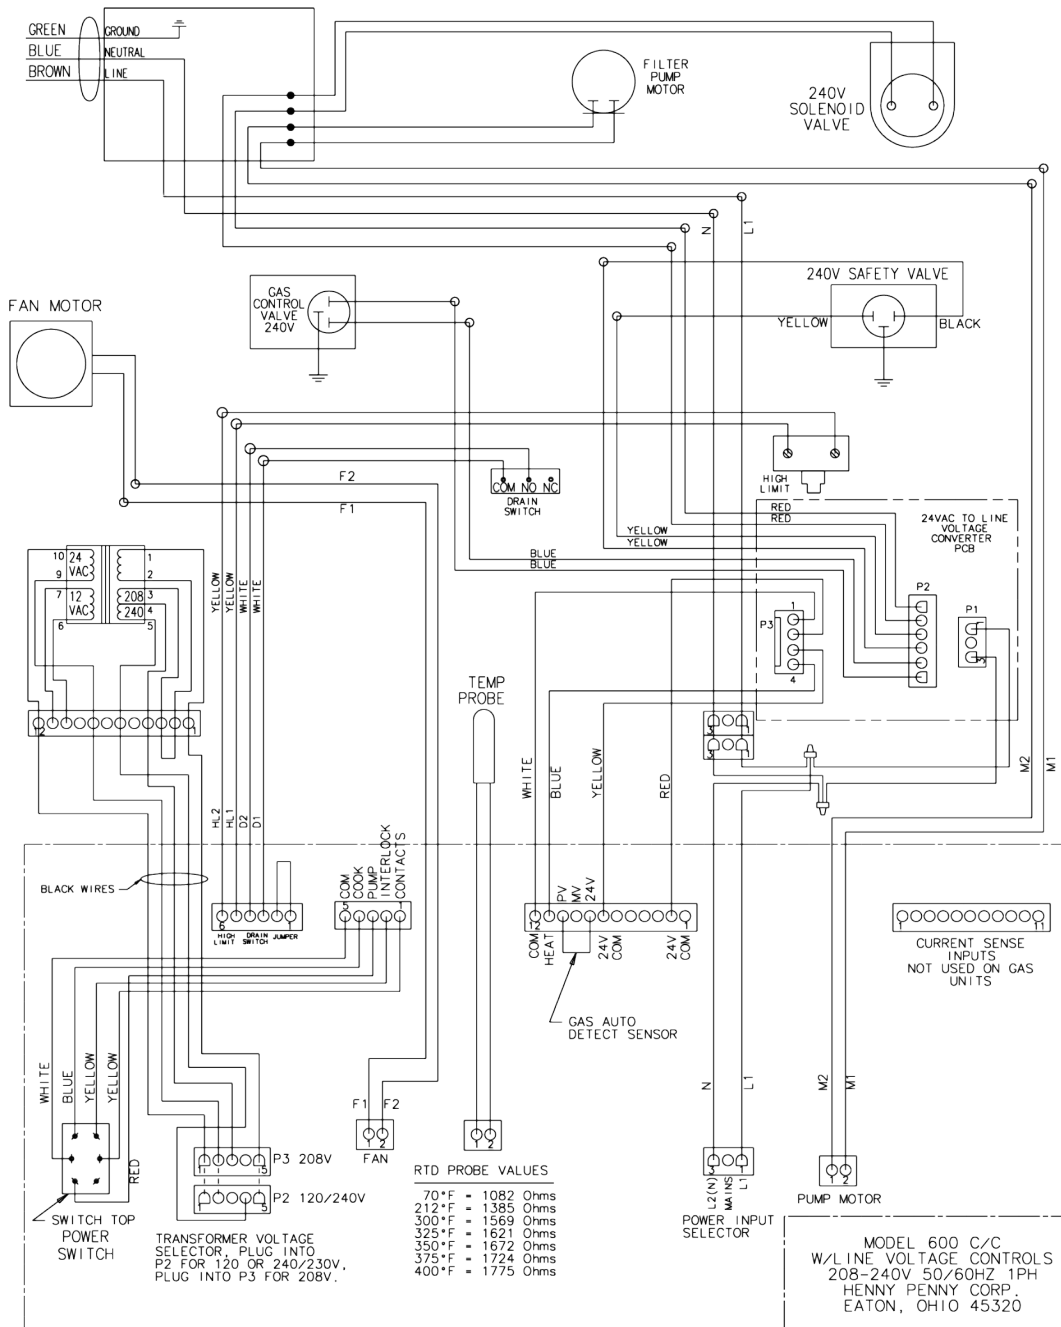 GREEN
GROUND
BLUE
NEUTRAL
BROWN
LINE
FILTER
PUMP
MOTOR
240V
SOLENOID
VALVE
N
L1
GAS
CONTROL
VALVE
240V
240V SAFETY VALVE
YELLOW
BLACK
FAN MOTOR
F2
F1
COM NO NC
DRAIN
SWITCH
HIGH
LIMIT
RED
RED
24VAC TO LINE
VOLTAGE
CONVERTER
PCB
YELLOW
YELLOW
BLUE
BLUE
10
24
VAC
9
7
12
VAC
6
1
2
208
3
4
240
5
YELLOW
YELLOW
WHITE
WHITE
P2
P1
P3
1
4
TEMP
PROBE
12
1
3
1
3
1
M2
M1
WHITE
BLUE
YELLOW
RED
HL2
HL1
D2
D1
BLACK WIRES
COM
COOK
PUMP
INTERLOCK
CONTACTS
5
1
6
1
HIGH
LIMIT
DRAIN
SWITCH
JUMPER
PV
MV
24V
12
1
COM
HEAT
24V
COM
24V
COM
GAS AUTO
DETECT SENSOR
1
11
CURRENT SENSE
INPUTS
NOT USED ON GAS
UNITS
WHITE
BLUE
YELLOW
YELLOW
RED
SWITCH TOP
POWER
SWITCH
1
5
P3 208V
1
5
P2 120/240V
TRANSFORMER VOLTAGE
SELECTOR, PLUG INTO
P2 FOR 120 OR 240/230V,
PLUG INTO P3 FOR 208V.
F1
F2
1
2
FAN
1
2
RTD PROBE VALUES
70°F = 1082 Ohms
212°F = 1385 Ohms
300°F = 1569 Ohms
325°F = 1621 Ohms
350°F = 1672 Ohms
375°F = 1724 Ohms
400°F = 1775 Ohms
N
L1
3
1
L2(N)
MAINS
L1
POWER INPUT
SELECTOR
M2
M1
1
2
PUMP MOTOR
MODEL 600 C/C
W/LINE VOLTAGE CONTROLS
208-240V 50/60HZ 1PH
HENNY PENNY CORP.
EATON, OHIO 45320